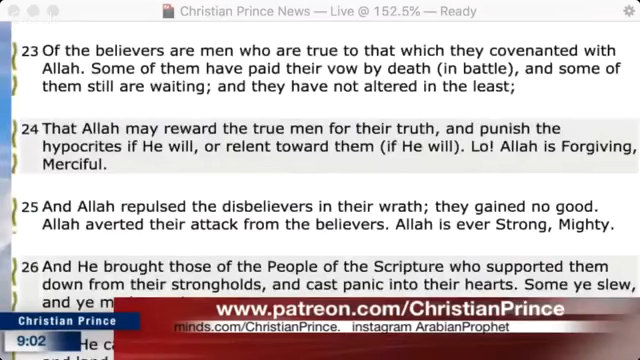 Christian Prince News — Live @ 152.5% — Ready
23 Of the believers are men who are true to that which they covenanted with
Allah. Some of them have paid their vow by death (in battle), and some of
them still are waiting; and they have not altered in the least;
24 That Allah may reward the true men for their truth, and punish the
hypocrites if He will, or relent toward them (if He will). Lo! Allah is Forgiving,
Merciful.
25 And Allah repulsed the disbelievers in their wrath; they gained no good.
Allah averted their attack from the believers. Allah is ever Strong, Mighty.
26 And He brought those of the People of the Scripture who supported them
down from their strongholds, and cast panic into their hearts. Some ye slew,
and ye
www.patreon.com/ChristianPrince
Christian Prince
minds.com/ChristianPrince. instagram ArabianProphet
9:02
He